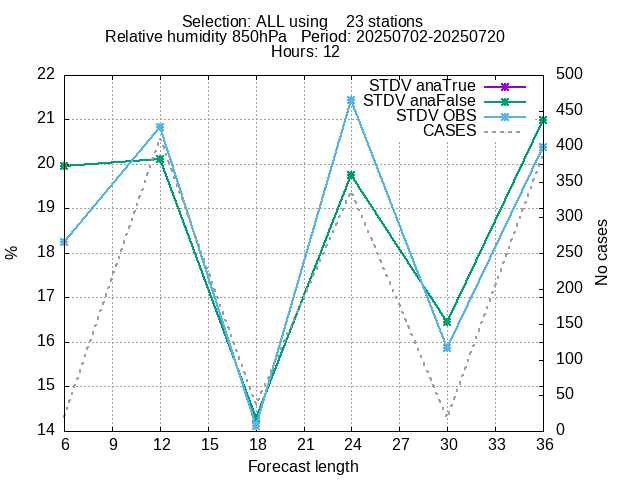 Selection: ALL using    23 stations
Relative humidity 850hPa   Period: 20250702-20250720
Hours: 12
STDV anaTrue
STDV anaFalse
STDV OBS
CASES
22
21
20
19
18
17
16
15
14
%
500
450
400
350
300
250
200
150
100
50
0
No cases
6 9 12 15 18 21 24 27 30 33 36
Forecast length